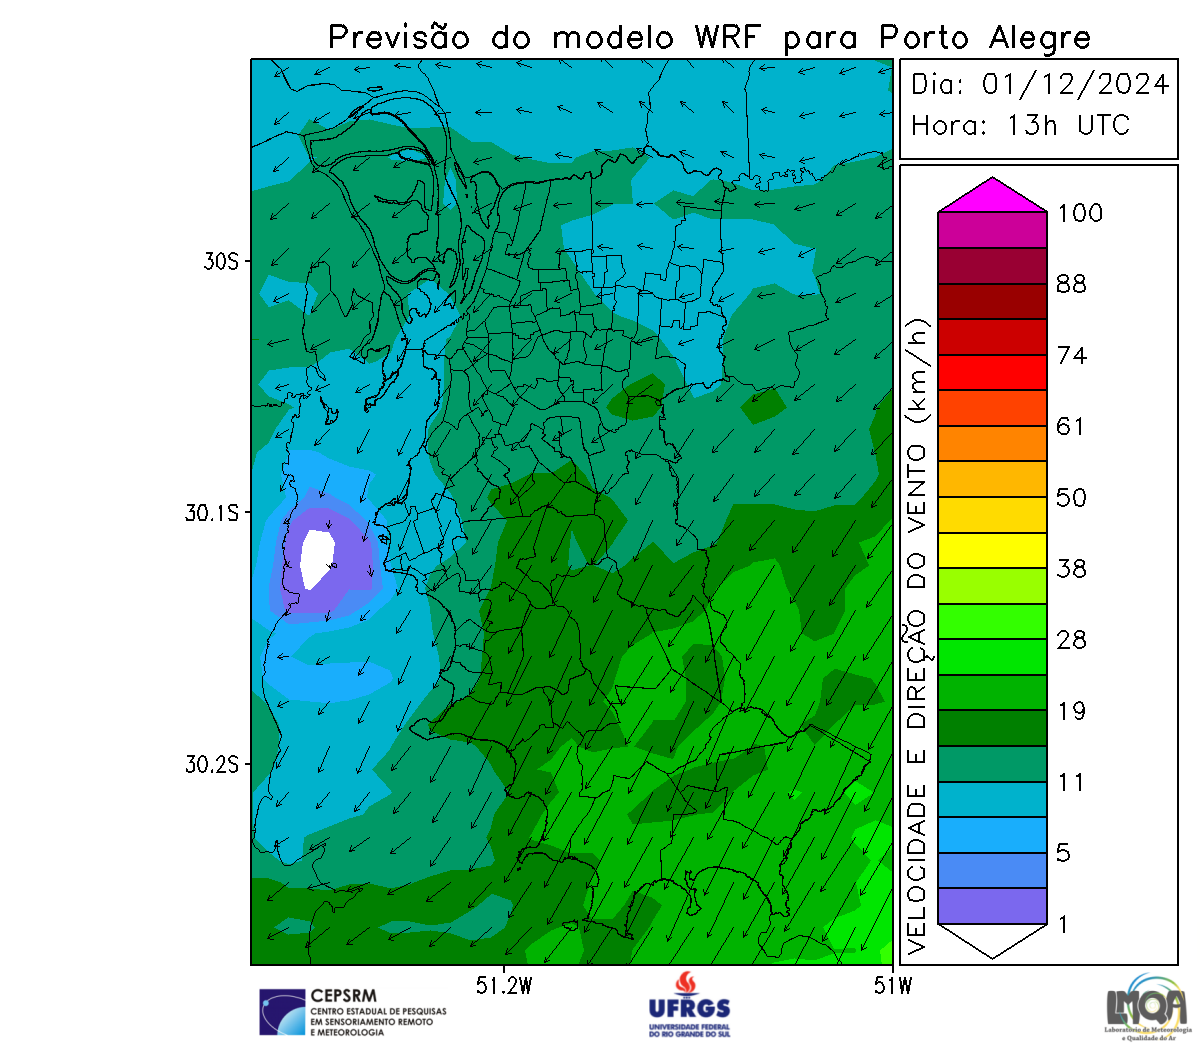 Previsão do modelo WRF para Porto Alegre
Dia: 01/12/2024
Hora: 13h UTC
30S
30.1S
30.2S
51.2W
51W
VELOCIDADE E DIREÇÃO DO VENTO (km/h)
100
88
74
61
50
38
28
19
11
5
1
CEPSRM
CENTRO ESTADUAL DE PESQUISAS
EM SENSORIAMENTO REMOTO
E METEOROLOGIA
UFRGS
UNIVERSIDADE FEDERAL
DO RIO GRANDE DO SUL
LMQA
Laboratório de Meteorologia
e Qualidade do Ar